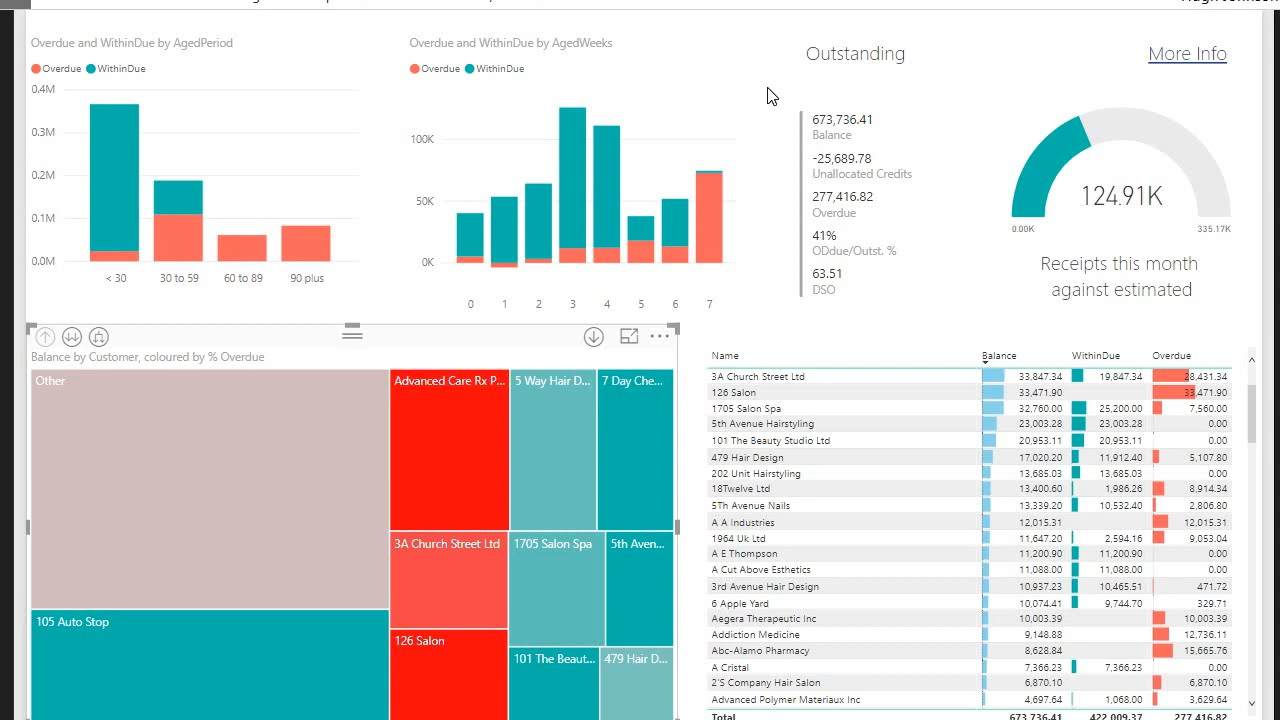 Overdue and WithinDue by AgedPeriod
Overdue WithinDue
0.4M
0.3M
0.2M
0.1M
0.0M
< 30 30 to 59 60 to 89 90 plus
Overdue and WithinDue by AgedWeeks
Overdue WithinDue
100K
50K
0K
0 1 2 3 4 5 6 7
Outstanding
More Info
673,736.41
Balance
-25,689.78
Unallocated Credits
277,416.82
Overdue
41%
ODdue/Outst. %
63.51
DSO
124.91K
0.00K 335.17K
Receipts this month
against estimated
Balance by Customer, coloured by % Overdue
Other
105 Auto Stop
Advanced Care Rx P...
5 Way Hair D...
7 Day Che...
3A Church Street Ltd
1705 Salon Spa
5th Aven...
126 Salon
101 The Beaut...
479 Hair D...
Name Balance WithinDue Overdue
3A Church Street Ltd 33,847.34 19,847.34 28,431.34
126 Salon 33,471.90 33,471.90
1705 Salon Spa 32,760.00 25,200.00 7,560.00
5th Avenue Hairstyling 23,003.28 23,003.28 0.00
101 The Beauty Studio Ltd 20,953.11 20,953.11 0.00
479 Hair Design 17,020.20 11,912.40 5,107.80
202 Unit Hairstyling 13,685.03 13,685.03 0.00
18Twelve Ltd 13,400.60 1,986.26 8,914.34
5Th Avenue Nails 13,339.20 10,532.40 2,806.80
A A Industries 12,015.31 12,015.31
1964 Uk Ltd 11,647.20 2,594.16 9,053.04
A E Thompson 11,200.90 11,200.90 0.00
A Cut Above Esthetics 11,088.00 11,088.00 0.00
3rd Avenue Hair Design 10,937.23 10,465.51 471.72
6 Apple Yard 10,074.41 9,744.70 329.71
Aegera Therapeutic Inc 10,003.39 10,003.39
Addiction Medicine 9,148.88 12,736.11
Abc-Alamo Pharmacy 8,628.84 15,665.76
A Cristal 7,366.23 7,366.23 0.00
2'S Company Hair Salon 6,870.10 6,870.10
Advanced Polymer Materiaux Inc 4,697.64 1,068.00 3,629.64
Total 673,736.41 422,009.37 277,416.82